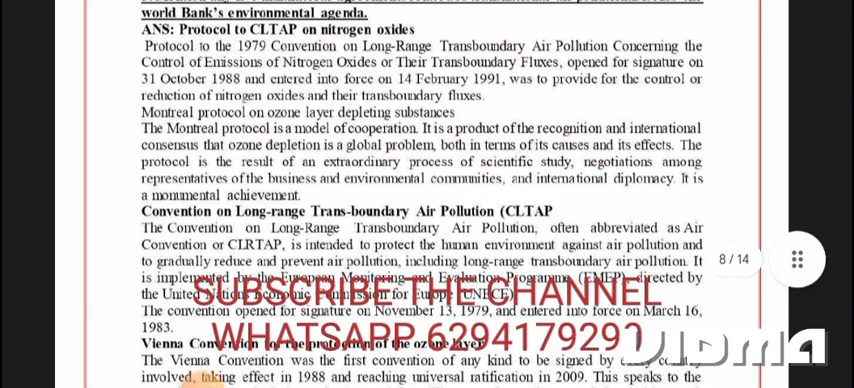 world Bank's environmental agenda.
ANS: Protocol to CLTAP on nitrogen oxides
Protocol to the 1979 Convention on Long-Range Transboundary Air Pollution Concerning the
Control of Emissions of Nitrogen Oxides or Their Transboundary Fluxes, opened for signature on
31 October 1988 and entered into force on 14 February 1991, was to provide for the control or
reduction of nitrogen oxides and their transboundary fluxes.
Montreal protocol on ozone layer depleting substances
The Montreal protocol is a model of cooperation. It is a product of the recognition and international
consensus that ozone depletion is a global problem, both in terms of its causes and its effects. The
protocol is the result of an extraordinary process of scientific study, negotiations among
representatives of the business and environmental communities, and international diplomacy. It is
a monumental achievement.
Convention on Long-range Trans-boundary Air Pollution (CLTAP
The Convention on Long-Range Transboundary Air Pollution, often abbreviated as Air
Convention or CLRTAP, is intended to protect the human environment against air pollution and
to gradually reduce and prevent air pollution, including long-range transboundary air pollution. It
8 / 14
is implemented by the European Monitoring and Evaluation Programme (EMEP), directed by
SUBSCRIBE THE CHANNEL
the United Nations Economic Commission for Europe (UNECE)
The convention opened for signature on November 13, 1979, and entered into force on March 16,
1983.
WHATSAPP 6294179292
VIDMA
Vienna Convention for the protection of the ozone layer
The Vienna Convention was the first convention of any kind to be signed by
involved, taking effect in 1988 and reaching universal ratification in 2009. This speaks to the